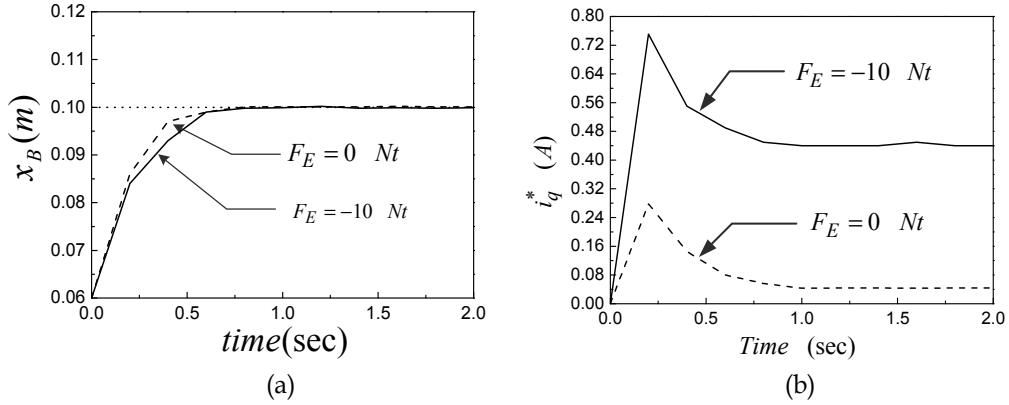 (a)
0.12
0.11
0.10
0.09
0.08
0.07
0.06
x_B (m)
F_E = 0 Nt
F_E = −10 Nt
0.0 0.5 1.0 1.5 2.0
time(sec)
(a)
b)
0.80
0.72
0.64
0.56
0.48
0.40
0.32
0.24
0.16
0.08
0.00
i_q^* (A)
F_E = −10 Nt
F_E = 0 Nt
0.0 0.5 1.0 1.5 2.0
Time (sec)
(b)